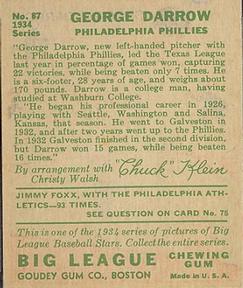 No. 87
1934
Series
GEORGE DARROW
PHILADELPHIA PHILLIES
"George Darrow, new left-handed pitcher with
the Philadelphia Phillies, led the Texas League
last year in percentage of games won, capturing
22 victories, while being beaten only 7 times. He
is a six-footer, 28 years of age, and weighs about
170 pounds. Darrow is a college man, having
studied at Washburn College.
"He began his professional career in 1926,
playing with Seattle, Washington and Salina,
Kansas, that season. He went to Galveston in
1932, and after two years went up to the Phillies.
In 1932 Galveston finished in the second division,
but Darrow won 15 games, while being beaten
16 times."
By arrangement with
Christy Walsh
"Chuck" Klein
JIMMY FOXX, WITH THE PHILADELPHIA ATH-
LETICS—93 TIMES.
SEE QUESTION ON CARD No. 75
This is one of the 1934 series of pictures of Big
League Baseball Stars. Collect the entire series.
BIG LEAGUE CHEWING GUM
GOUDEY GUM CO., BOSTON Made in U. S. A.